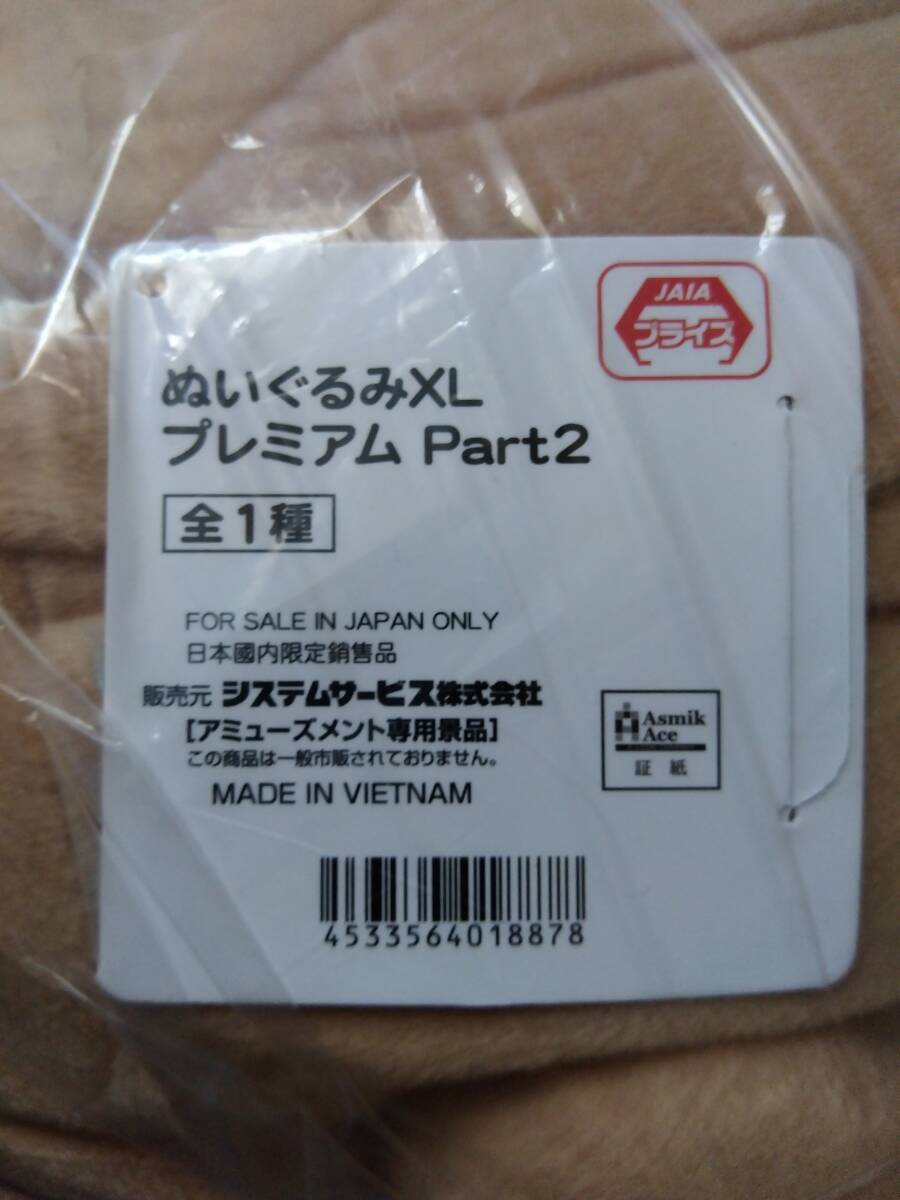 JAIA
プライズ
ぬいぐるみXL
プレミアム Part2
全1種
FOR SALE IN JAPAN ONLY
日本國内限定銷售品
販売元 システムサービス株式会社
[アミューズメント専用景品]
この商品は一般市販されておりません。
MADE IN VIETNAM
Asmik
Ace
証紙
4533564018878